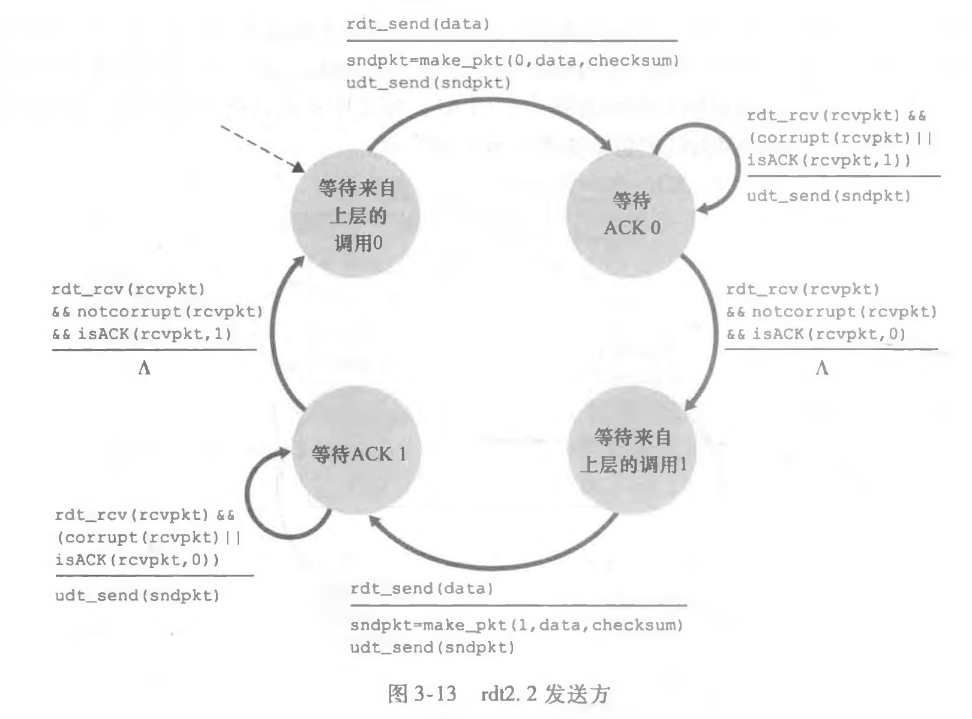 rdt_send(data)
sndpkt=make_pkt(0,data,checksum)
udt_send(sndpkt)
rdt_rcv(rcvpkt) &&
(corrupt(rcvpkt)||
isACK(rcvpkt,1))
udt_send(sndpkt)
等待来自
上层的
调用0
等待
ACK 0
rdt_rcv(rcvpkt)
&& notcorrupt(rcvpkt)
&& isACK(rcvpkt,1)
Λ
rdt_rcv(rcvpkt)
&& notcorrupt(rcvpkt)
&& isACK(rcvpkt,0)
Λ
等待ACK 1
等待来自
上层的调用1
rdt_rcv(rcvpkt) &&
(corrupt(rcvpkt)||
isACK(rcvpkt,0))
udt_send(sndpkt)
rdt_send(data)
sndpkt=make_pkt(1,data,checksum)
udt_send(sndpkt)
图 3-13 rdt2. 2 发送方